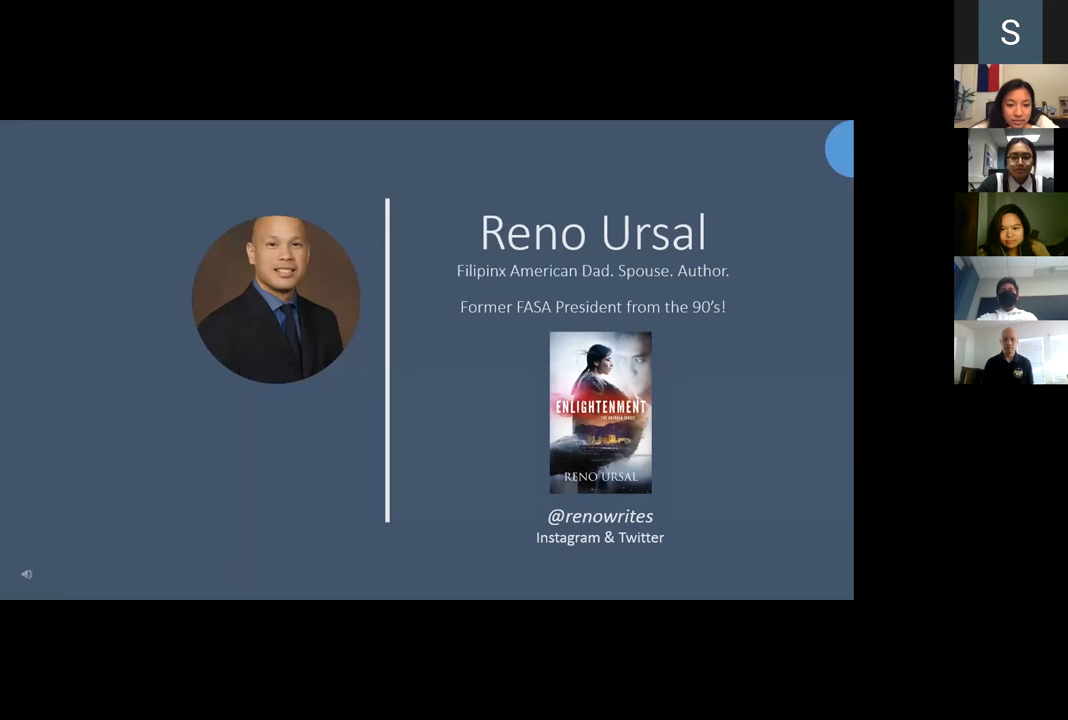 S
Reno Ursal
Filipinx American Dad. Spouse. Author.
Former FASA President from the 90's!
ENLIGHTENMENT
RENO URSAL
@renowrites
Instagram & Twitter